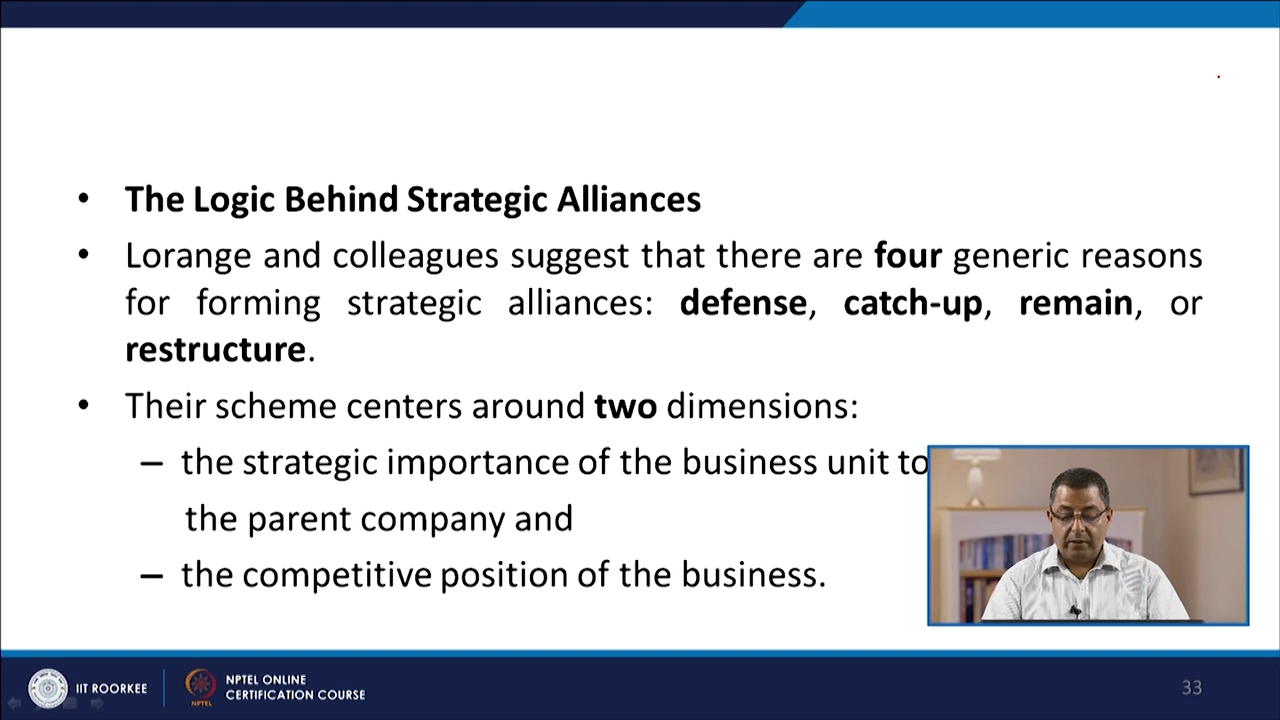 • The Logic Behind Strategic Alliances
• Lorange and colleagues suggest that there are four generic reasons
for forming strategic alliances: defense, catch-up, remain, or
restructure.
• Their scheme centers around two dimensions:
– the strategic importance of the business unit to
the parent company and
– the competitive position of the business.
IIT ROORKEE
NPTEL
NPTEL ONLINE
CERTIFICATION COURSE
33